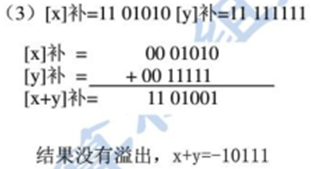 （3）[x]补=11 01010 [y]补=11 111111
[x]补 = 00 01010
[y]补 = + 00 11111
[x+y]补= 11 01001
结果没有溢出，x+y=−10111